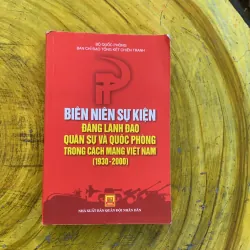 BỘ QUỐC PHÒNG
BAN CHỈ ĐẠO TỔNG KẾT CHIẾN TRANH
BIÊN NIÊN SỰ KIỆN
ĐẢNG LÃNH ĐẠO
QUÂN SỰ VÀ QUỐC PHÒNG
TRONG CÁCH MẠNG VIỆT NAM
(1930-2000)
NHÀ XUẤT BẢN QUÂN ĐỘI NHÂN DÂN